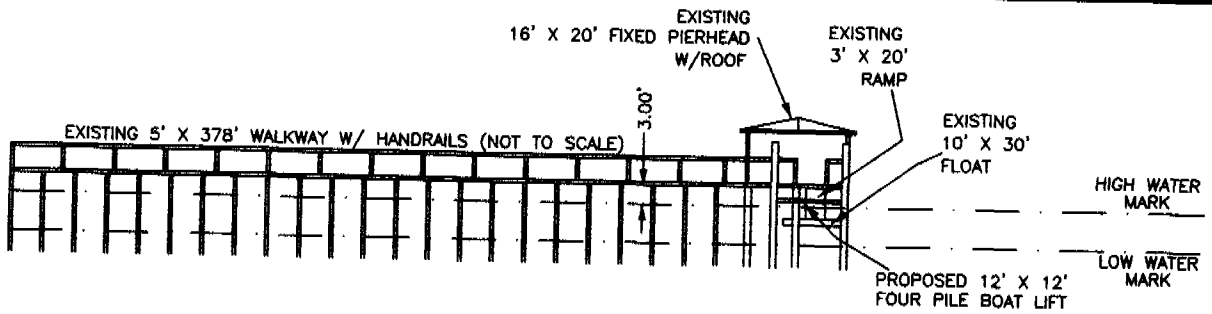 EXISTING
16' X 20' FIXED PIERHEAD
W/ROOF
EXISTING
3' X 20'
RAMP
3.00'
EXISTING 5' X 378' WALKWAY W/ HANDRAILS (NOT TO SCALE)
EXISTING
10' X 30'
FLOAT
HIGH WATER
MARK
LOW WATER
MARK
PROPOSED 12' X 12'
FOUR PILE BOAT LIFT